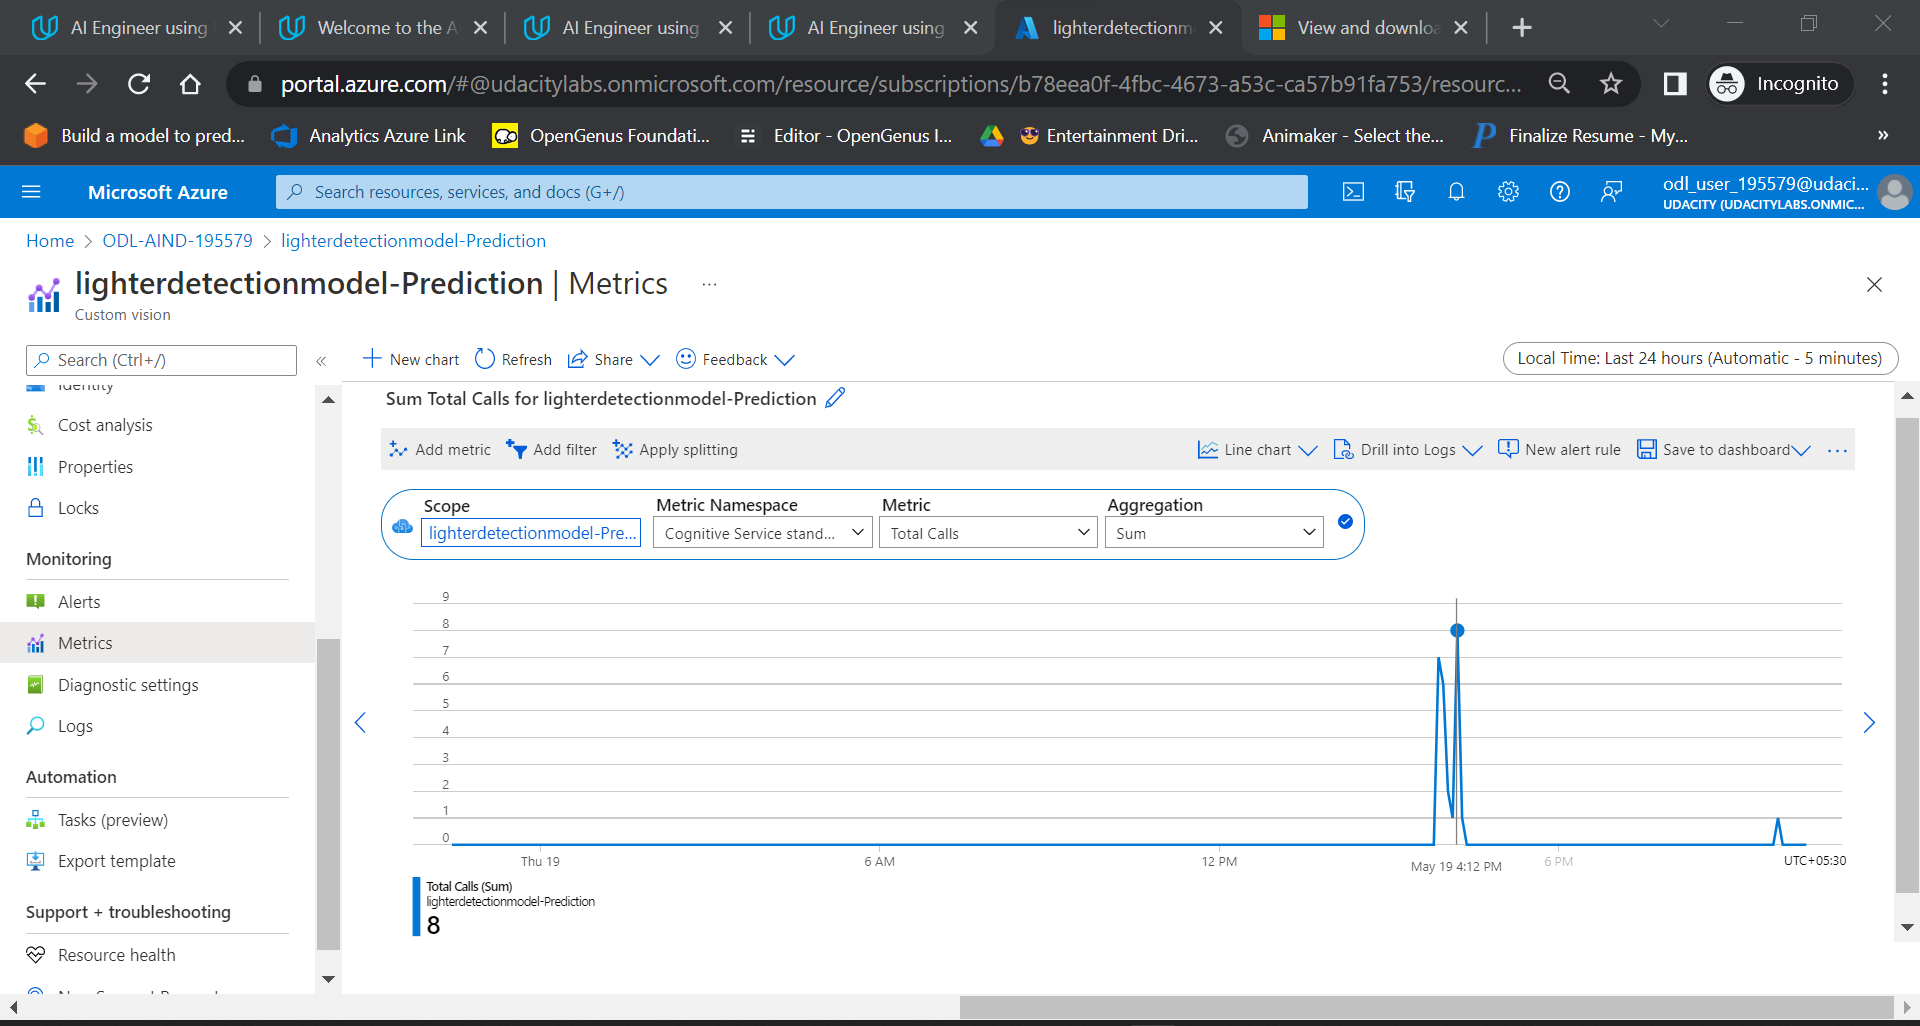 AI Engineer using
Welcome to the A
AI Engineer using
AI Engineer using
lighterdetectionm
View and downloa
portal.azure.com/#@udacitylabs.onmicrosoft.com/resource/subscriptions/b78eea0f-4fbc-4673-a53c-ca57b91fa753/resourc...
Incognito
Build a model to pred...
Analytics Azure Link
OpenGenus Foundati...
Editor - OpenGenus I...
Entertainment Dri...
Animaker - Select the...
Finalize Resume - My...
»
Microsoft Azure
Search resources, services, and docs (G+/)
odl_user_195579@udaci...
UDACITY (UDACITYLABS.ONMIC...
Home > ODL-AIND-195579 > lighterdetectionmodel-Prediction
lighterdetectionmodel-Prediction | Metrics ...
Custom vision
Search (Ctrl+/)
«
New chart
Refresh
Share
Feedback
Local Time: Last 24 hours (Automatic - 5 minutes)
Identity
Cost analysis
Properties
Locks
Monitoring
Alerts
Metrics
Diagnostic settings
Logs
Automation
Tasks (preview)
Export template
Support + troubleshooting
Resource health
Sum Total Calls for lighterdetectionmodel-Prediction
Add metric
Add filter
Apply splitting
Line chart
Drill into Logs
New alert rule
Save to dashboard
...
Scope
lighterdetectionmodel-Pre...
Metric Namespace
Cognitive Service stand...
Metric
Total Calls
Aggregation
Sum
9
8
7
6
5
4
3
2
1
0
Thu 19
6 AM
12 PM
May 19 4:12 PM
6 PM
UTC+05:30
Total Calls (Sum)
lighterdetectionmodel-Prediction
8